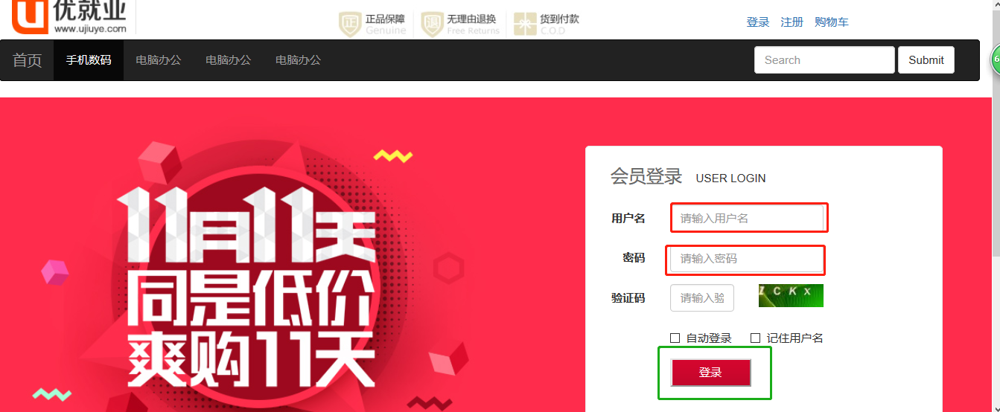 优就业
www.ujiuye.com
正品保障
Genuine
无理由退换
Free Returns
货到付款
C.O.D
登录 注册 购物车
首页 手机数码 电脑办公 电脑办公 电脑办公 Search Submit
11月11天
同是低价
爽购11天
会员登录 USER LOGIN
用户名 请输入用户名
密码 请输入密码
验证码 请输入验 ZCKX
自动登录 记住用户名
登录
6